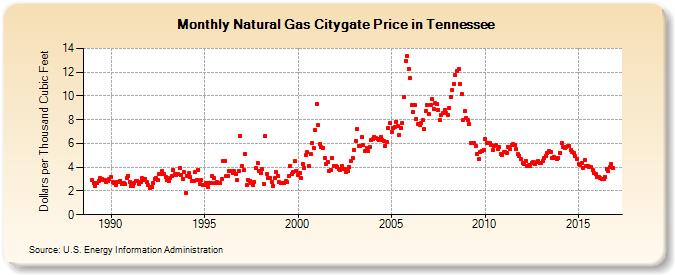 Monthly Natural Gas Citygate Price in Tennessee
Dollars per Thousand Cubic Feet
14
12
10
8
6
4
2
0
1990 1995 2000 2005 2010 2015
Source: U.S. Energy Information Administration